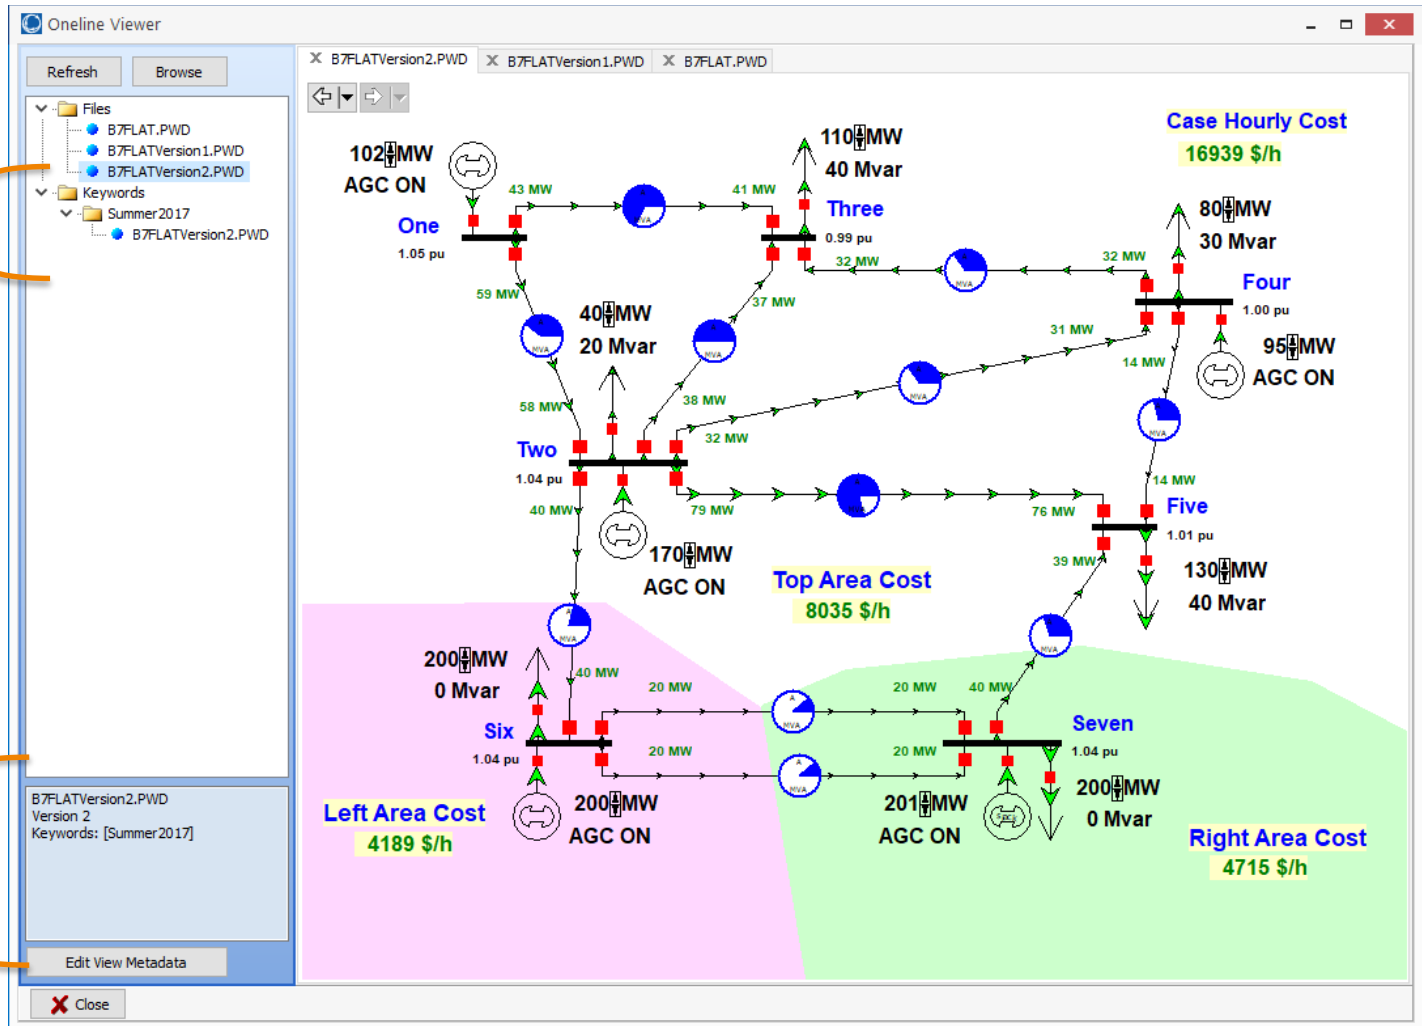 Oneline Viewer
Refresh
Browse
Files
B7FLAT.PWD
B7FLATVersion1.PWD
B7FLATVersion2.PWD
Keywords
Summer2017
B7FLATVersion2.PWD
B7FLATVersion2.PWD
Version 2
Keywords: [Summer2017]
Edit View Metadata
Close
B7FLATVersion2.PWD
B7FLATVersion1.PWD
B7FLAT.PWD
Case Hourly Cost
16939 $/h
102 MW
AGC ON
One
1.05 pu
43 MW
MVA
41 MW
110 MW
40 Mvar
Three
0.99 pu
32 MW
32 MW
80 MW
30 Mvar
Four
1.00 pu
95 MW
AGC ON
59 MW
A
MVA
58 MW
40 MW
20 Mvar
37 MW
38 MW
31 MW
32 MW
14 MW
MVA
14 MW
Two
1.04 pu
40 MW
170 MW
AGC ON
79 MW
MVA
76 MW
Five
1.01 pu
130 MW
40 Mvar
39 MW
Top Area Cost
8035 $/h
A
MVA
MVA
200 MW
0 Mvar
40 MW
Six
1.04 pu
20 MW
A
MVA
20 MW
40 MW
20 MW
A
MVA
20 MW
Seven
1.04 pu
200 MW
0 Mvar
200 MW
AGC ON
201 MW
AGC ON
Left Area Cost
4189 $/h
Right Area Cost
4715 $/h